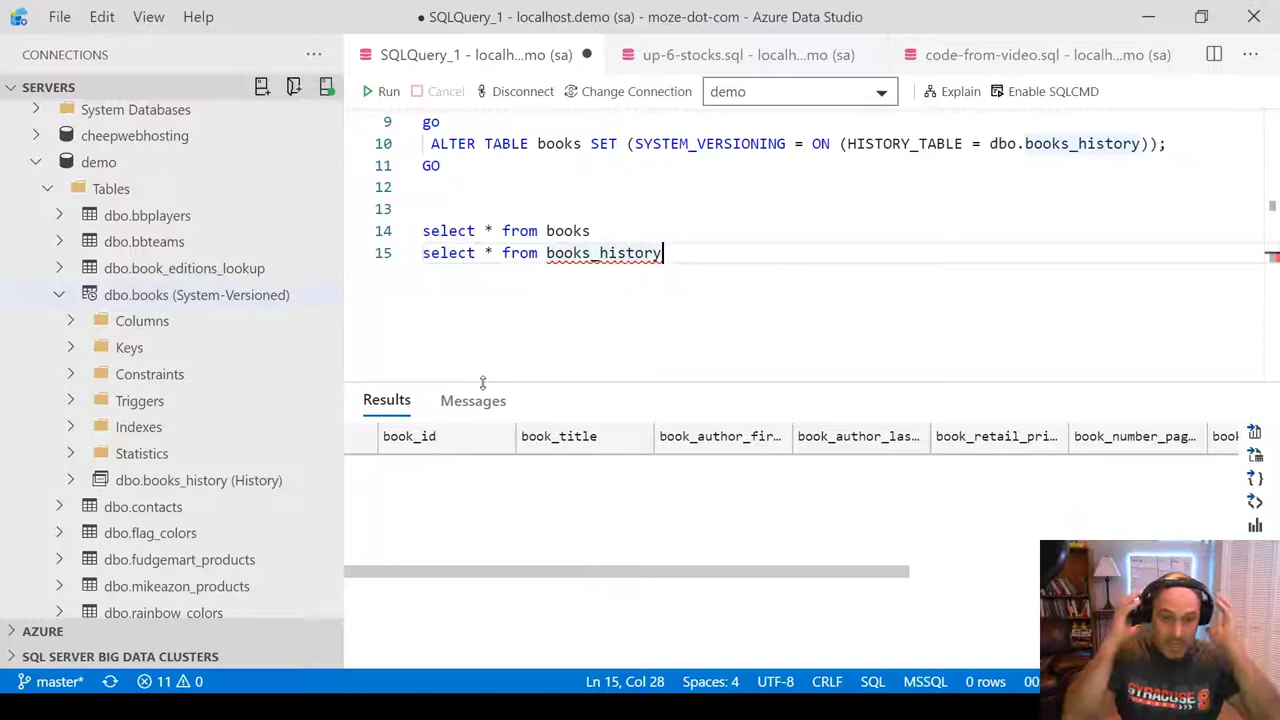 File Edit View Help ● SQLQuery_1 - localhost.demo (sa) - moze-dot-com - Azure Data Studio
CONNECTIONS
SERVERS
System Databases
cheepwebhosting
demo
Tables
dbo.bbplayers
dbo.bbteams
dbo.book_editions_lookup
dbo.books (System-Versioned)
Columns
Keys
Constraints
Triggers
Indexes
Statistics
dbo.books_history (History)
dbo.contacts
dbo.flag_colors
dbo.fudgemart_products
dbo.mikeazon_products
dbo.rainbow_colors
AZURE
SQL SERVER BIG DATA CLUSTERS
SQLQuery_1 - localh...mo (sa) ● up-6-stocks.sql - localh...mo (sa) code-from-video.sql - localh...mo (sa)
Run Cancel Disconnect Change Connection demo Explain Enable SQLCMD
9 go
10 ALTER TABLE books SET (SYSTEM_VERSIONING = ON (HISTORY_TABLE = dbo.books_history));
11 GO
12
13
14 select * from books
15 select * from books_history
Results Messages
book_id book_title book_author_fir... book_author_las... book_retail_pri... book_number_pag... book
SYRACUSE
master* 11 0 Ln 15, Col 28 Spaces: 4 UTF-8 CRLF SQL MSSQL 0 rows 00